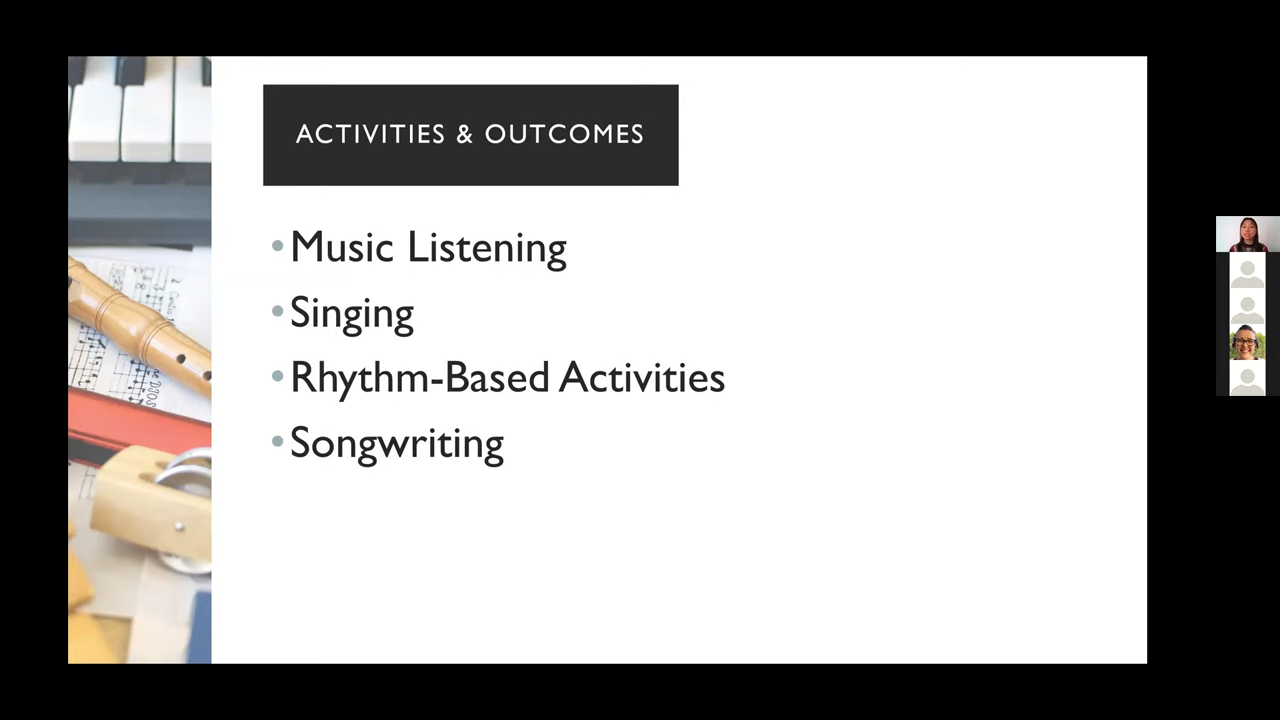 ACTIVITIES & OUTCOMES
• Music Listening
• Singing
• Rhythm-Based Activities
• Songwriting